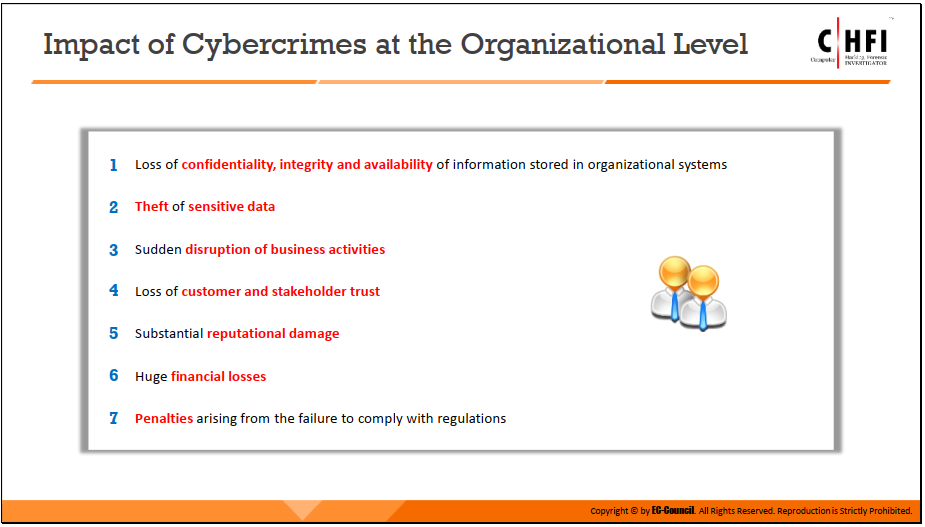 Impact of Cybercrimes at the Organizational Level
C HFI
Computer Hacking Forensic
INVESTIGATOR
1 Loss of confidentiality, integrity and availability of information stored in organizational systems
2 Theft of sensitive data
3 Sudden disruption of business activities
4 Loss of customer and stakeholder trust
5 Substantial reputational damage
6 Huge financial losses
7 Penalties arising from the failure to comply with regulations
Copyright © by EC-Council. All Rights Reserved. Reproduction is Strictly Prohibited.